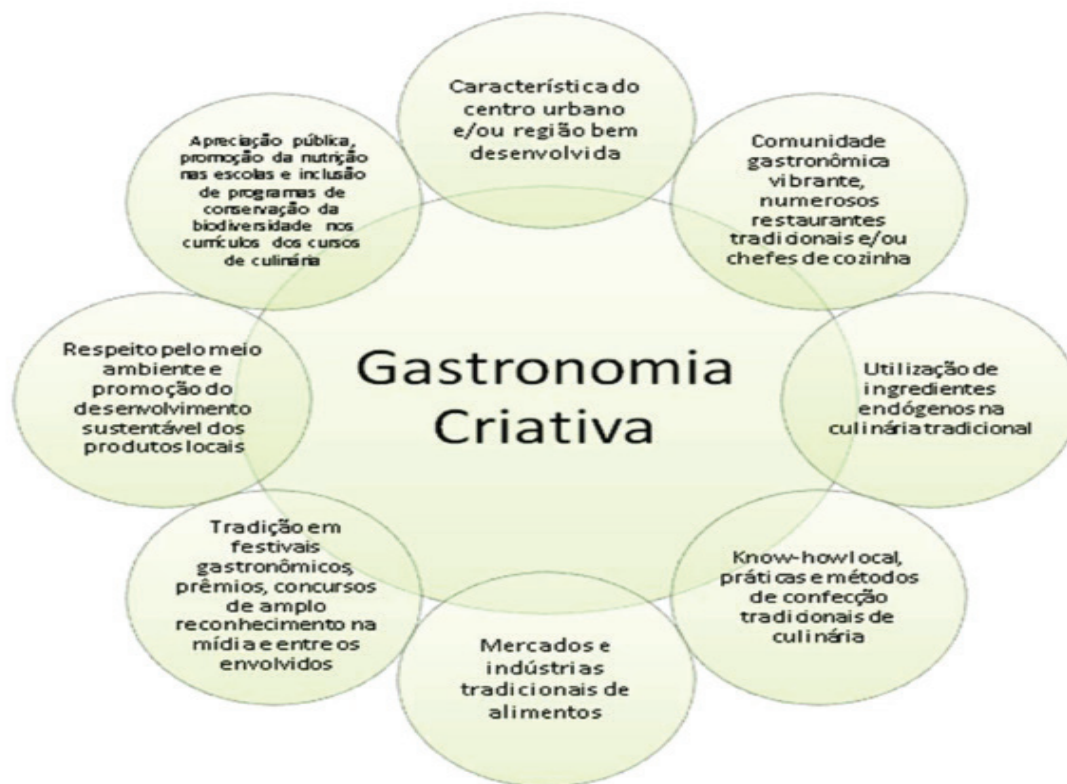 Característica do
centro urbano
e/ou região bem
desenvolvida
Comunidade
gastronômica
vibrante,
numerosos
restaurantes
tradicionais e/ou
chefes de cozinha
Utilização de
ingredientes
endógenos na
culinária tradicional
Know-how local,
práticas e métodos
de confecção
tradicionais de
culinária
Mercados e
indústrias
tradicionais de
alimentos
Tradição em
festivais
gastronômicos,
prêmios, concursos
de amplo
reconhecimento na
mídia e entre os
envolvidos
Respeito pelo meio
ambiente e
promoção do
desenvolvimento
sustentável dos
produtos locais
Apreciação pública,
promoção da nutrição
nas escolas e inclusão
de programas de
conservação da
biodiversidade nos
currículos dos cursos
de culinária
Gastronomia
Criativa